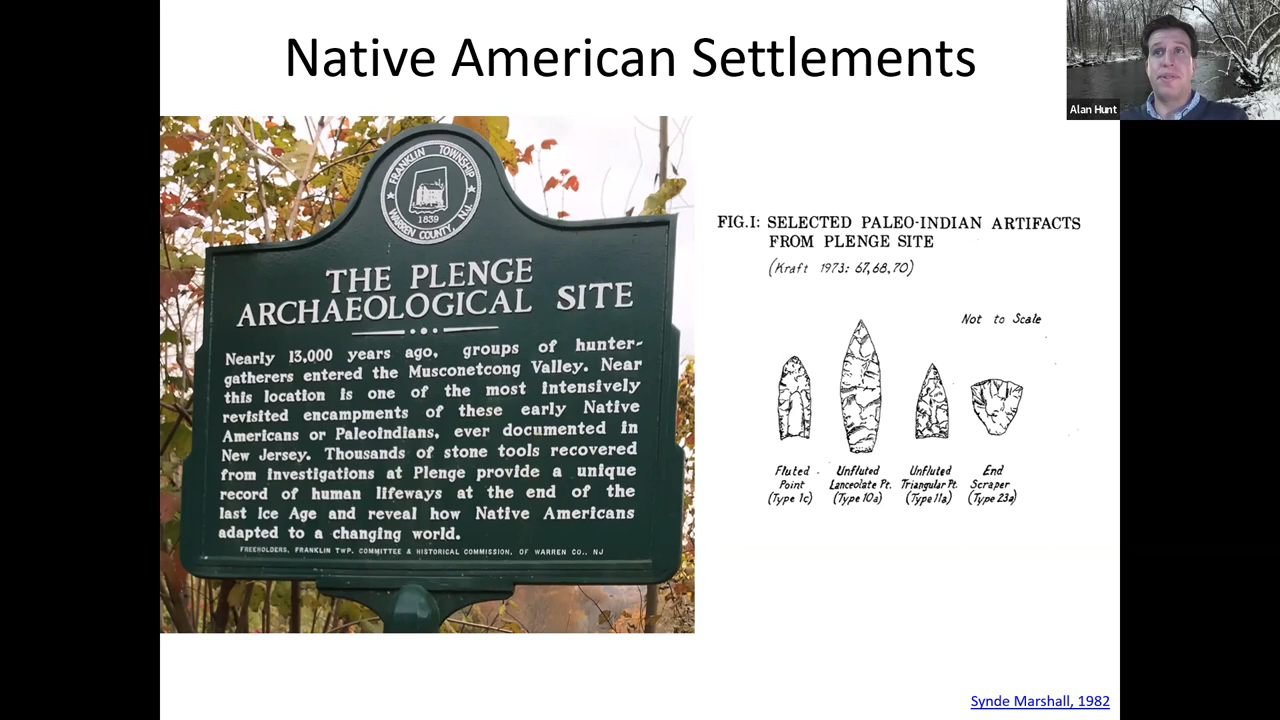 Native American Settlements
Alan Hunt
FRANKLIN TOWNSHIP
1839
WARREN COUNTY, N.J.
THE PLENGE
ARCHAEOLOGICAL SITE
Nearly 13,000 years ago, groups of hunter-
gatherers entered the Musconetcong Valley. Near
this location is one of the most intensively
revisited encampments of these early Native
Americans or Paleoindians, ever documented in
New Jersey. Thousands of stone tools recovered
from investigations at Plenge provide a unique
record of human lifeways at the end of the
last Ice Age and reveal how Native Americans
adapted to a changing world.
FREEHOLDERS, FRANKLIN TWP. COMMITTEE & HISTORICAL COMMISSION, OF WARREN CO., NJ
FIG.I: SELECTED PALEO-INDIAN ARTIFACTS
FROM PLENGE SITE
(Kraft 1973: 67,68,70)
Not to Scale
Fluted Point (Type 1c)
Unfluted Lanceolate Pt. (Type 10a)
Unfluted Triangular Pt. (Type 11a)
End Scraper (Type 23a)
Synde Marshall, 1982